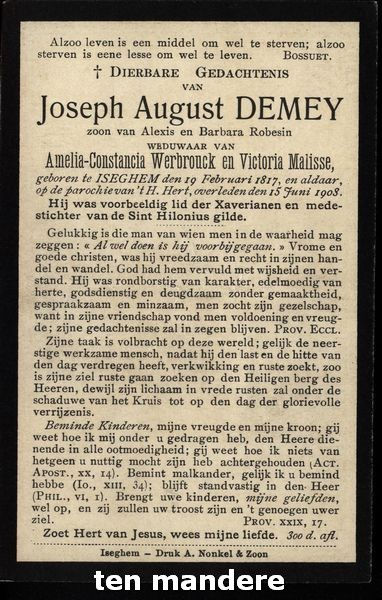 Alzoo leven is een middel om wel te sterven; alzoo
sterven is eene lesse om wel te leven. BOSSUET.
† DIERBARE GEDACHTENIS
VAN
Joseph August DEMEY
zoon van Alexis en Barbara Robesin
WEDUWAAR VAN
Amelia-Constancia Werbrouck en Victoria Malisse,
geboren te ISEGHEM den 19 Februari 1817, en aldaar,
op de parochie van 't H. Hert, overleden den 15 Juni 1908.
Hij was voorbeeldig lid der Xaverianen en mede-
stichter van de Sint Hilonius gilde.
Gelukkig is die man van wien men in de waarheid mag
zeggen : « Al wel doen is hij voorbijgegaan. » Vrome en
goede christen, was hij vreedzaam en recht in zijnen handel
en wandel. God had hem vervuld met wijsheid en ver-
stand. Hij was rondborstig van karakter, edelmoedig van
herte, godsdienstig en deugdzaam zonder gemaaktheid,
gespraakzaam en minzaam, men zocht zijn gezelschap,
want in zijne vriendschap vond men voldoening en vreug-
de; zijne gedachtenisse zal in zegen blijven. PROV. ECCL.
Zijne taak is volbracht op deze wereld; gelijk de neer-
stige werkzame mensch, nadat hij den last en de hitte van
den dag verdregen heeft, verkwikking en ruste zoekt, zoo
is zijne ziel ruste gaan zoeken op den Heiligen berg des
Heeren, dewijl zijn lichaam in vrede rusten zal onder de
schaduwe van het Kruis tot op den dag der glorievolle
verrijzenis.
Beminde Kinderen, mijne vreugde en mijne kroon; gij
weet hoe ik mij onder u gedragen heb, den Heere die-
nende in alle ootmoedigheid; gij weet hoe ik niets van
hetgeen u nuttig mocht zijn heb achtergehouden (ACT.
APOST., XX, 14). Bemint malkander, gelijk ik u bemind
hebbe (IO., XIII, 34); blijft standvastig in den Heer
(PHIL., VI, 1). Brengt uwe kinderen, mijne geliefden,
wel op, en zij zullen uw troost zijn en 't genoegen uwer
ziel. PROV. XXIX, 17.
Zoet Hert van Jesus, wees mijne liefde. 300 d. afl.
Iseghem – Druk A. Nonkel & Zoon
ten mandere